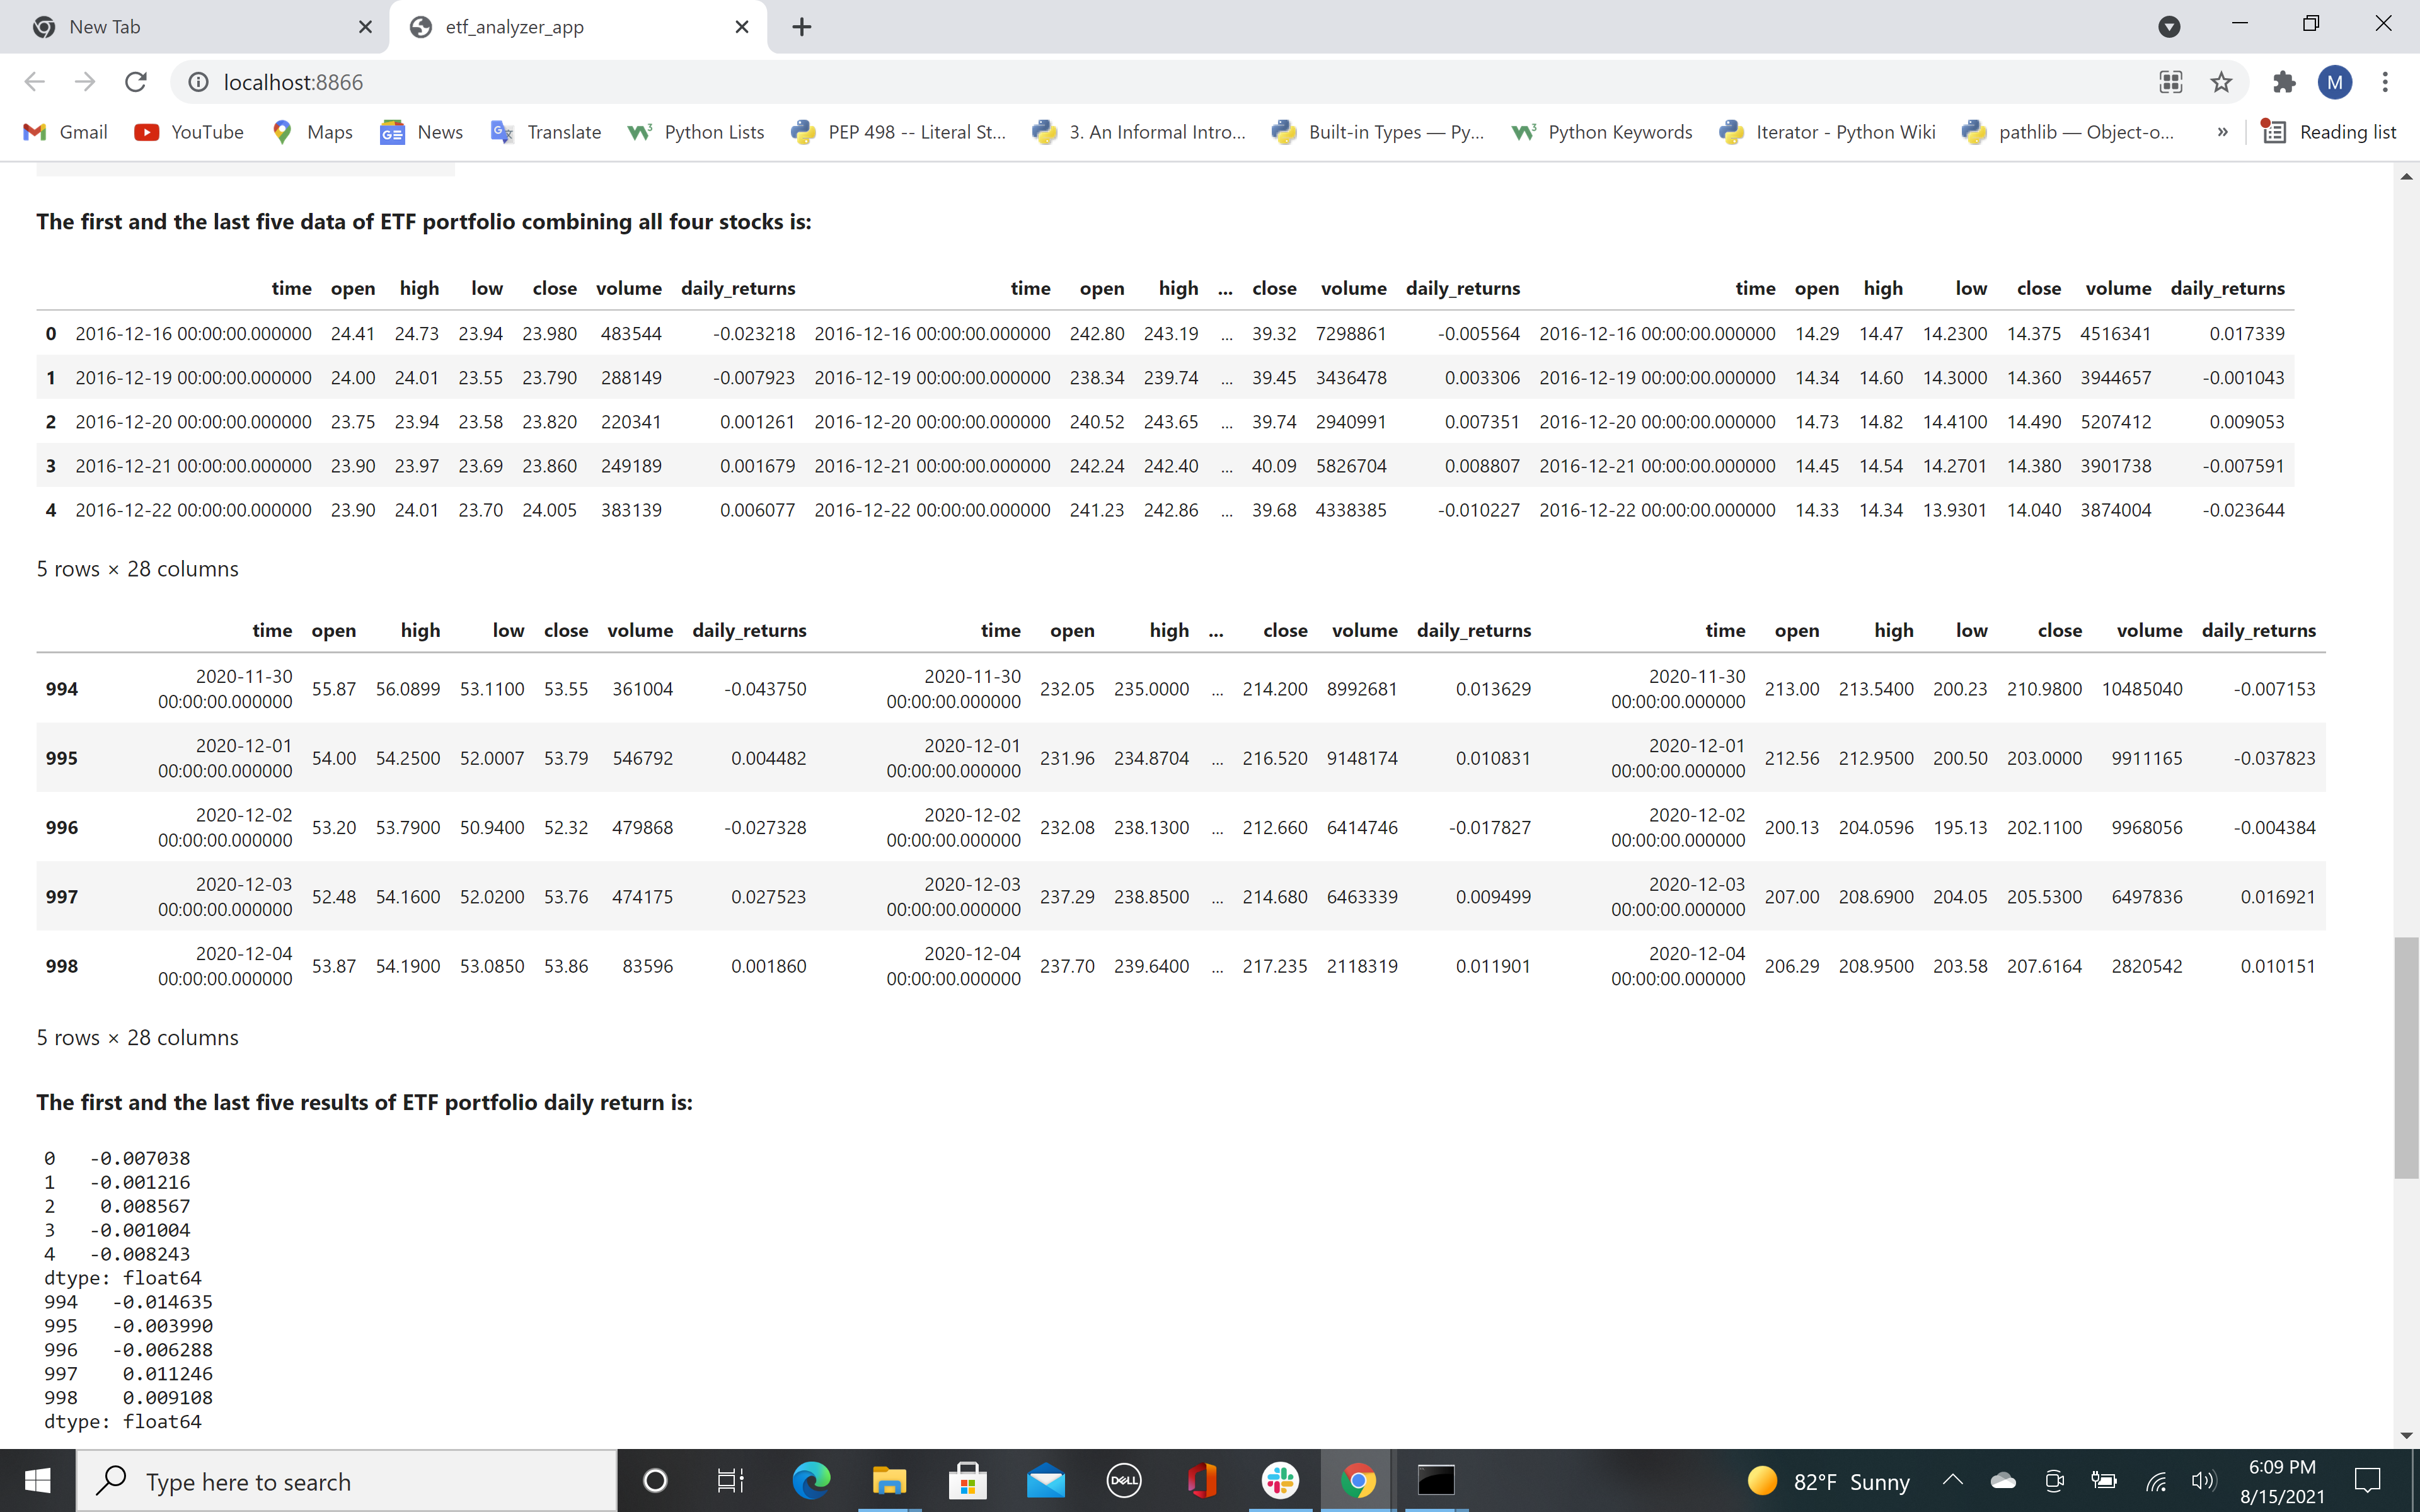 New Tab
etf_analyzer_app
localhost:8866
M
Gmail YouTube Maps News Translate Python Lists PEP 498 -- Literal St... 3. An Informal Intro... Built-in Types — Py... Python Keywords Iterator - Python Wiki pathlib — Object-o... » Reading list
The first and the last five data of ETF portfolio combining all four stocks is:
time open high low close volume daily_returns time open high ... close volume daily_returns time open high low close volume daily_returns
0 2016-12-16 00:00:00.000000 24.41 24.73 23.94 23.980 483544 -0.023218 2016-12-16 00:00:00.000000 242.80 243.19 ... 39.32 7298861 -0.005564 2016-12-16 00:00:00.000000 14.29 14.47 14.2300 14.375 4516341 0.017339
1 2016-12-19 00:00:00.000000 24.00 24.01 23.55 23.790 288149 -0.007923 2016-12-19 00:00:00.000000 238.34 239.74 ... 39.45 3436478 0.003306 2016-12-19 00:00:00.000000 14.34 14.60 14.3000 14.360 3944657 -0.001043
2 2016-12-20 00:00:00.000000 23.75 23.94 23.58 23.820 220341 0.001261 2016-12-20 00:00:00.000000 240.52 243.65 ... 39.74 2940991 0.007351 2016-12-20 00:00:00.000000 14.73 14.82 14.4100 14.490 5207412 0.009053
3 2016-12-21 00:00:00.000000 23.90 23.97 23.69 23.860 249189 0.001679 2016-12-21 00:00:00.000000 242.24 242.40 ... 40.09 5826704 0.008807 2016-12-21 00:00:00.000000 14.45 14.54 14.2701 14.380 3901738 -0.007591
4 2016-12-22 00:00:00.000000 23.90 24.01 23.70 24.005 383139 0.006077 2016-12-22 00:00:00.000000 241.23 242.86 ... 39.68 4338385 -0.010227 2016-12-22 00:00:00.000000 14.33 14.34 13.9301 14.040 3874004 -0.023644
5 rows × 28 columns
time open high low close volume daily_returns time open high ... close volume daily_returns time open high low close volume daily_returns
994 2020-11-30 00:00:00.000000 55.87 56.0899 53.1100 53.55 361004 -0.043750 2020-11-30 00:00:00.000000 232.05 235.0000 ... 214.200 8992681 0.013629 2020-11-30 00:00:00.000000 213.00 213.5400 200.23 210.9800 10485040 -0.007153
995 2020-12-01 00:00:00.000000 54.00 54.2500 52.0007 53.79 546792 0.004482 2020-12-01 00:00:00.000000 231.96 234.8704 ... 216.520 9148174 0.010831 2020-12-01 00:00:00.000000 212.56 212.9500 200.50 203.0000 9911165 -0.037823
996 2020-12-02 00:00:00.000000 53.20 53.7900 50.9400 52.32 479868 -0.027328 2020-12-02 00:00:00.000000 232.08 238.1300 ... 212.660 6414746 -0.017827 2020-12-02 00:00:00.000000 200.13 204.0596 195.13 202.1100 9968056 -0.004384
997 2020-12-03 00:00:00.000000 52.48 54.1600 52.0200 53.76 474175 0.027523 2020-12-03 00:00:00.000000 237.29 238.8500 ... 214.680 6463339 0.009499 2020-12-03 00:00:00.000000 207.00 208.6900 204.05 205.5300 6497836 0.016921
998 2020-12-04 00:00:00.000000 53.87 54.1900 53.0850 53.86 83596 0.001860 2020-12-04 00:00:00.000000 237.70 239.6400 ... 217.235 2118319 0.011901 2020-12-04 00:00:00.000000 206.29 208.9500 203.58 207.6164 2820542 0.010151
5 rows × 28 columns
The first and the last five results of ETF portfolio daily return is:
0 -0.007038
1 -0.001216
2 0.008567
3 -0.001004
4 -0.008243
dtype: float64
994 -0.014635
995 -0.003990
996 -0.006288
997 0.011246
998 0.009108
dtype: float64
Type here to search
DELL
82°F Sunny
6:09 PM
8/15/2021